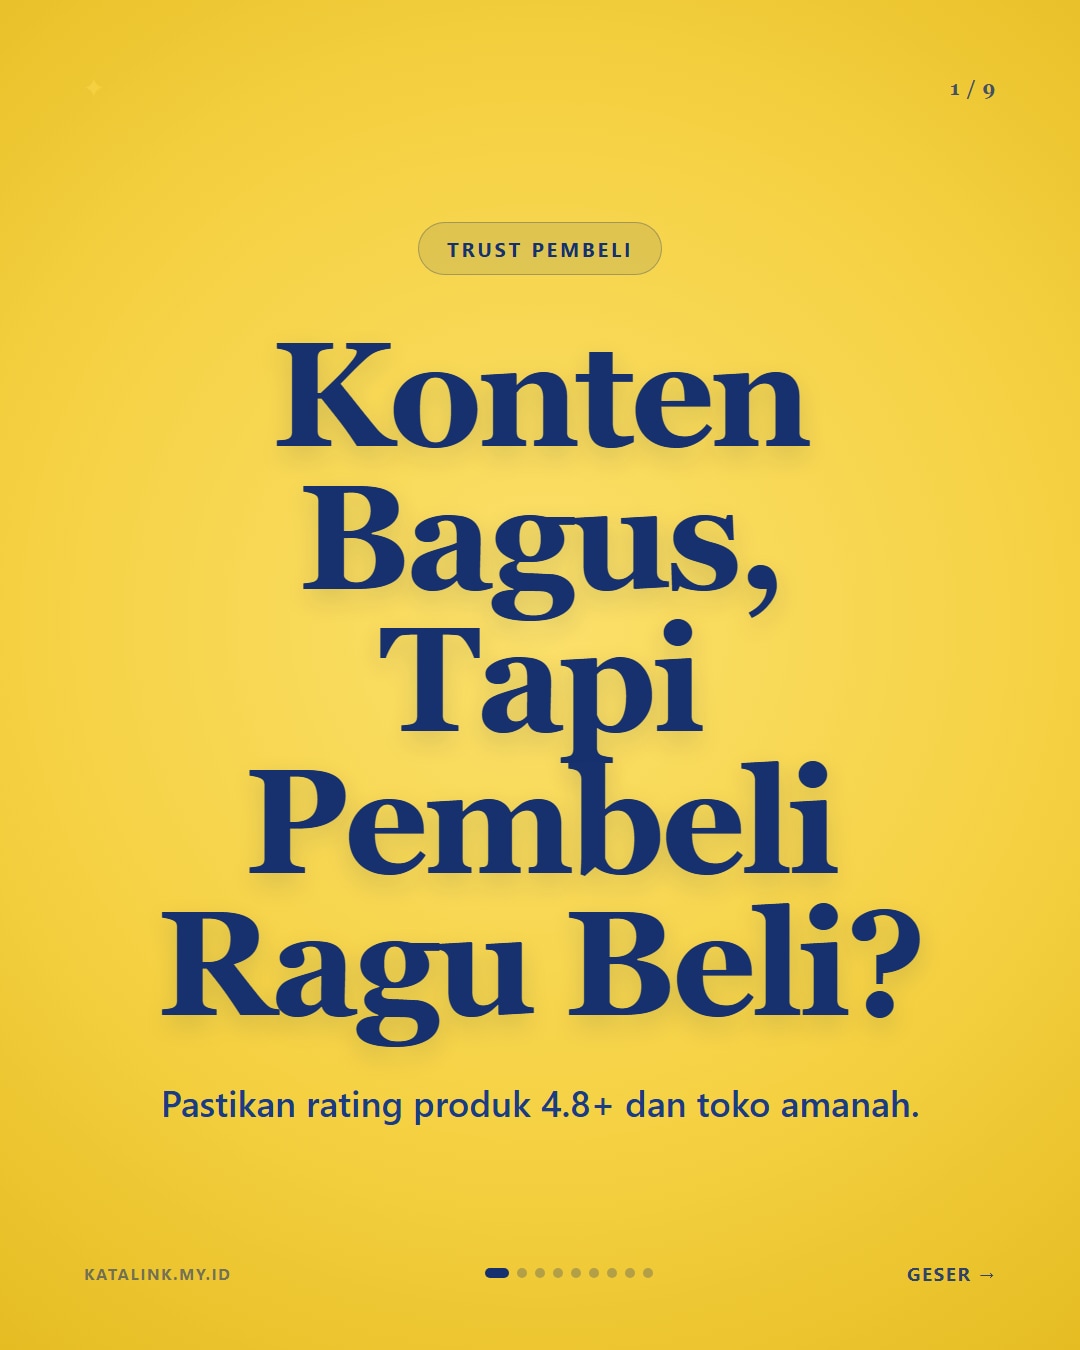 1 / 9
TRUST PEMBELI
Konten
Bagus,
Tapi
Pembeli
Ragu Beli?
Pastikan rating produk 4.8+ dan toko amanah.
KATALINK.MY.ID
GESER →